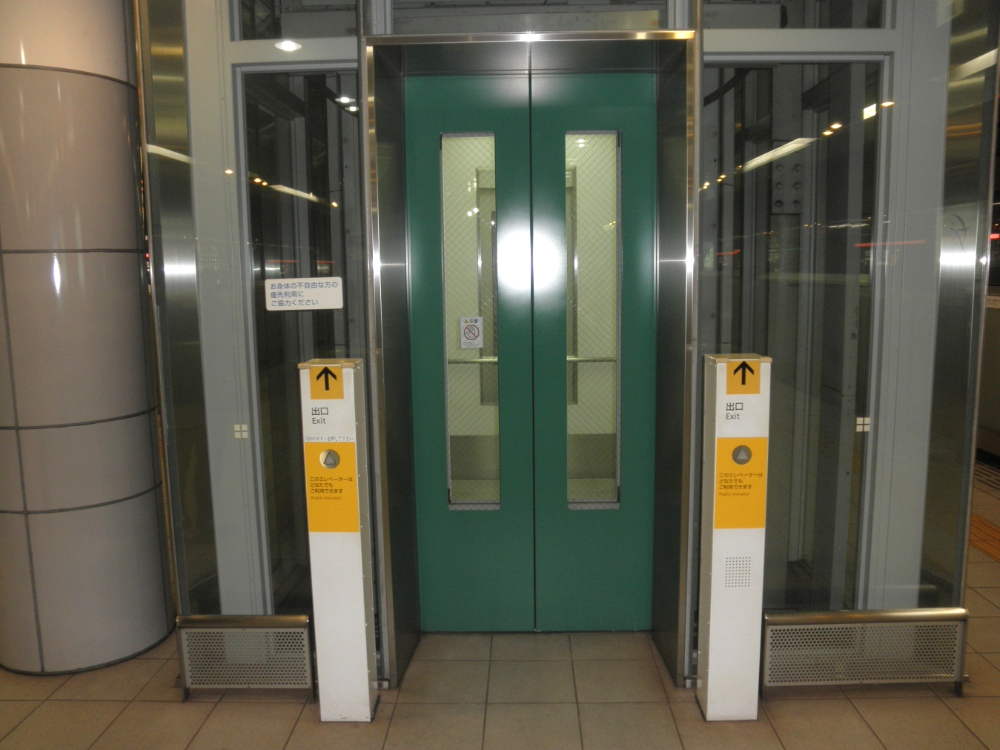 お身体の不自由な方の
優先利用に
ご協力ください
注意
出口
Exit
このエレベーターは
どなたでも
ご利用できます
Public elevator
出口
Exit
このエレベーターは
どなたでも
ご利用できます
Public elevator